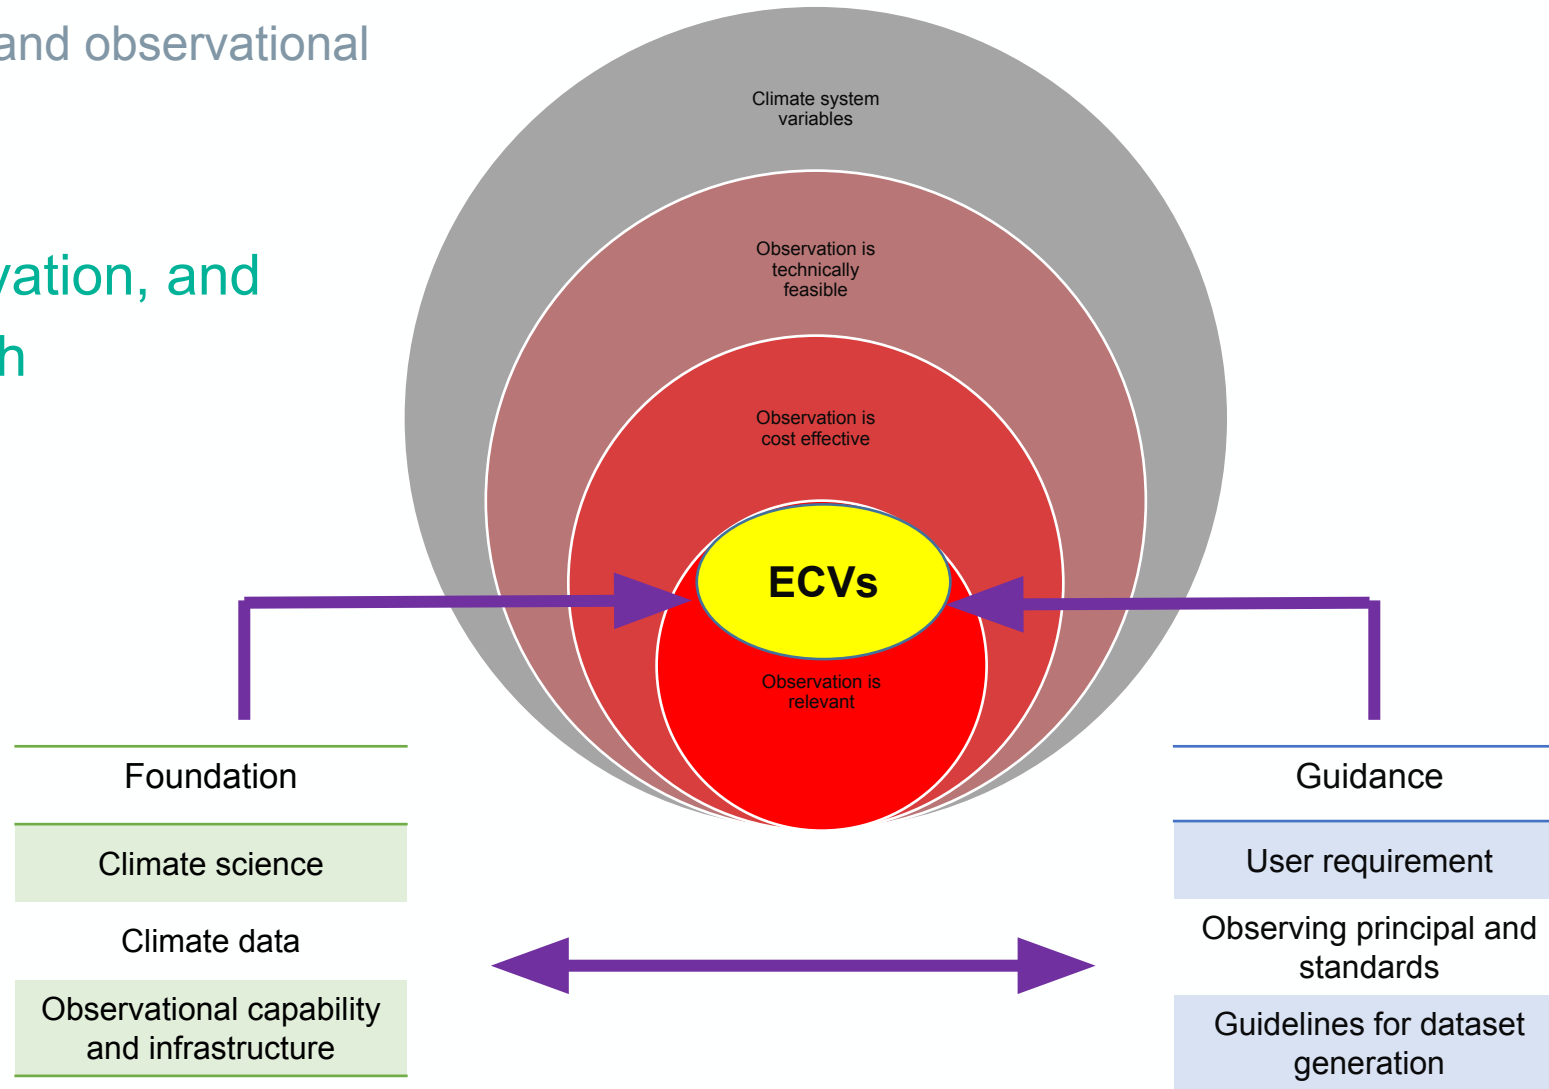 and observational
vation, and
h
Climate system
variables
Observation is
technically
feasible
Observation is
cost effective
ECVs
Observation is
relevant
Foundation
Climate science
Climate data
Observational capability
and infrastructure
Guidance
User requirement
Observing principal and
standards
Guidelines for dataset
generation